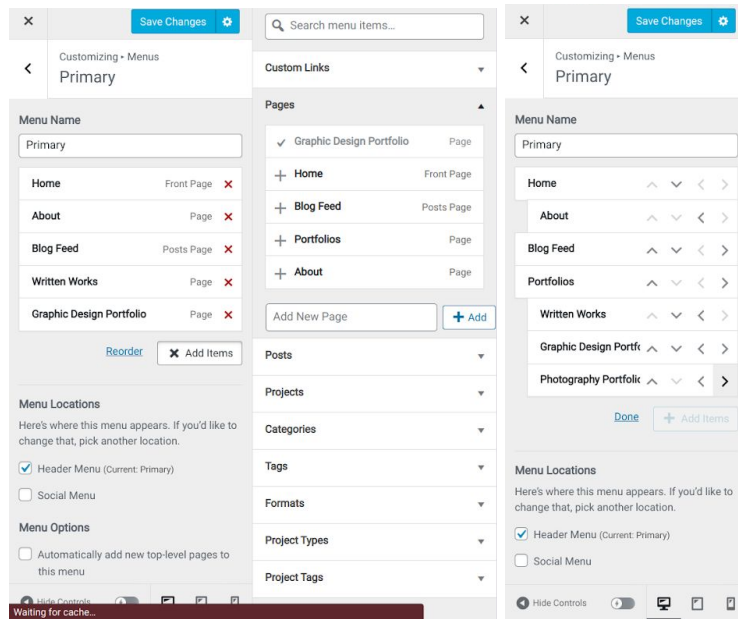 Save Changes
Customizing ▸ Menus
Primary
Menu Name
Primary
Home Front Page
About Page
Blog Feed Posts Page
Written Works Page
Graphic Design Portfolio Page
Reorder Add Items
Menu Locations
Here's where this menu appears. If you'd like to
change that, pick another location.
Header Menu (Current: Primary)
Social Menu
Menu Options
Automatically add new top-level pages to
this menu
Hide Controls
Waiting for cache...
Search menu items...
Custom Links
Pages
Graphic Design Portfolio Page
Home Front Page
Blog Feed Posts Page
Portfolios Page
About Page
Add New Page + Add
Posts
Projects
Categories
Tags
Formats
Project Types
Project Tags
Save Changes
Customizing ▸ Menus
Primary
Menu Name
Primary
Home
About
Blog Feed
Portfolios
Written Works
Graphic Design Portfo
Photography Portfolio
Done + Add Items
Menu Locations
Here's where this menu appears. If you'd like to
change that, pick another location.
Header Menu (Current: Primary)
Social Menu
Hide Controls